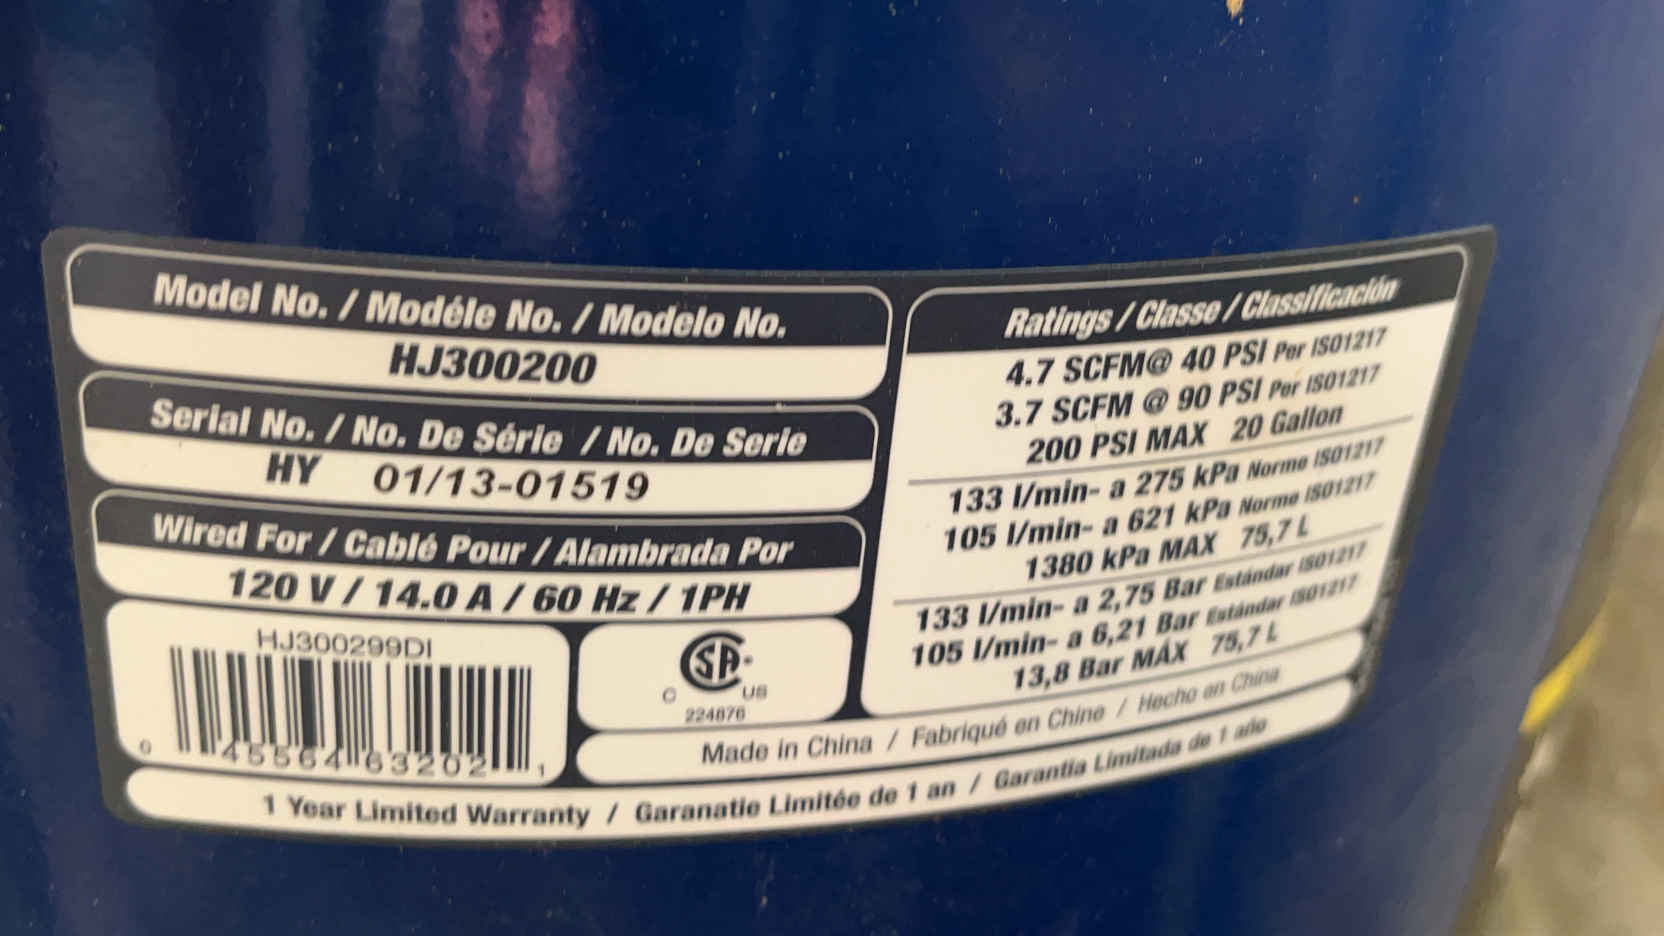 Model No. / Modéle No. / Modelo No.
HJ300200
Serial No. / No. De Série / No. De Serie
HY 01/13-01519
Wired For / Cablé Pour / Alambrada Por
120 V / 14.0 A / 60 Hz / 1PH
HJ300299DI
0 45564 63202 1
SA
C US
224676
Ratings / Classe / Classificación
4.7 SCFM@ 40 PSI Per ISO1217
3.7 SCFM @ 90 PSI Per ISO1217
200 PSI MAX 20 Gallon
133 l/min- a 275 kPa Norme ISO1217
105 l/min- a 621 kPa Norme ISO1217
1380 kPa MAX 75,7 L
133 l/min- a 2,75 Bar Estándar ISO1217
105 l/min- a 6,21 Bar Estándar ISO1217
13,8 Bar MÁX 75,7 L
Made in China / Fabriqué en Chine / Hecho en China
1 Year Limited Warranty / Garanatie Limitée de 1 an / Garantia Limitada de 1 año